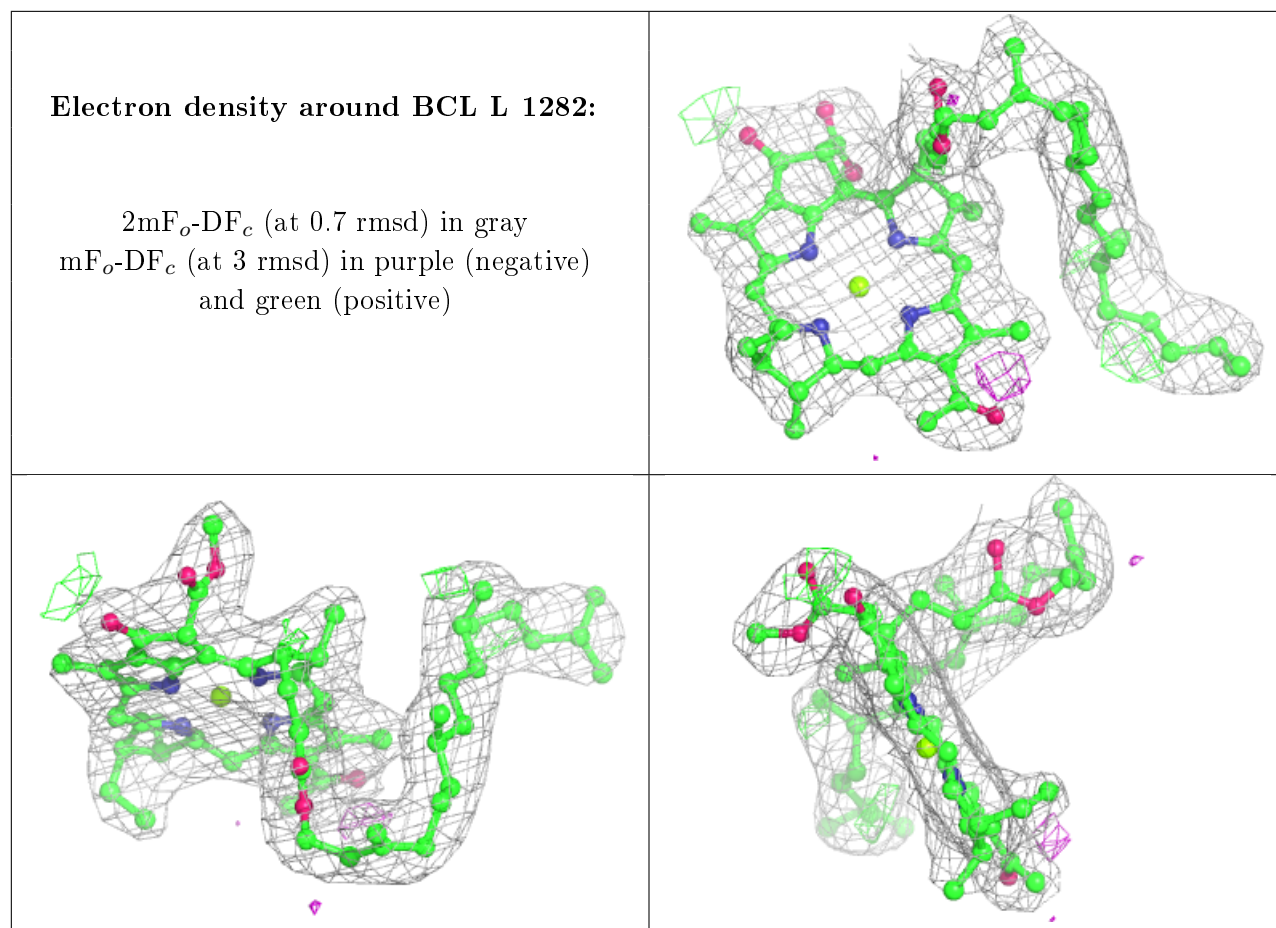 Electron density around BCL L 1282:
2mFₒ-DF𝒸 (at 0.7 rmsd) in gray
mFₒ-DF𝒸 (at 3 rmsd) in purple (negative)
and green (positive)